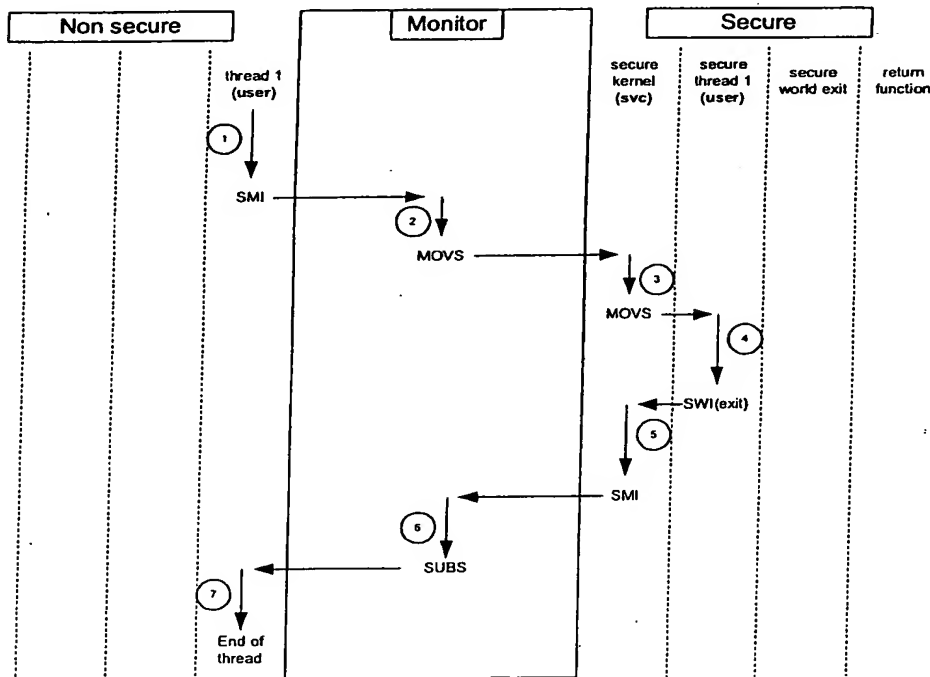 Non secure
Monitor
Secure
thread 1
(user)
secure
kernel
(svc)
secure
thread 1
(user)
secure
world exit
return
function
1
SMI
2
MOVS
3
MOVS
4
SWI(exit)
5
SMI
6
SUBS
7
End of
thread